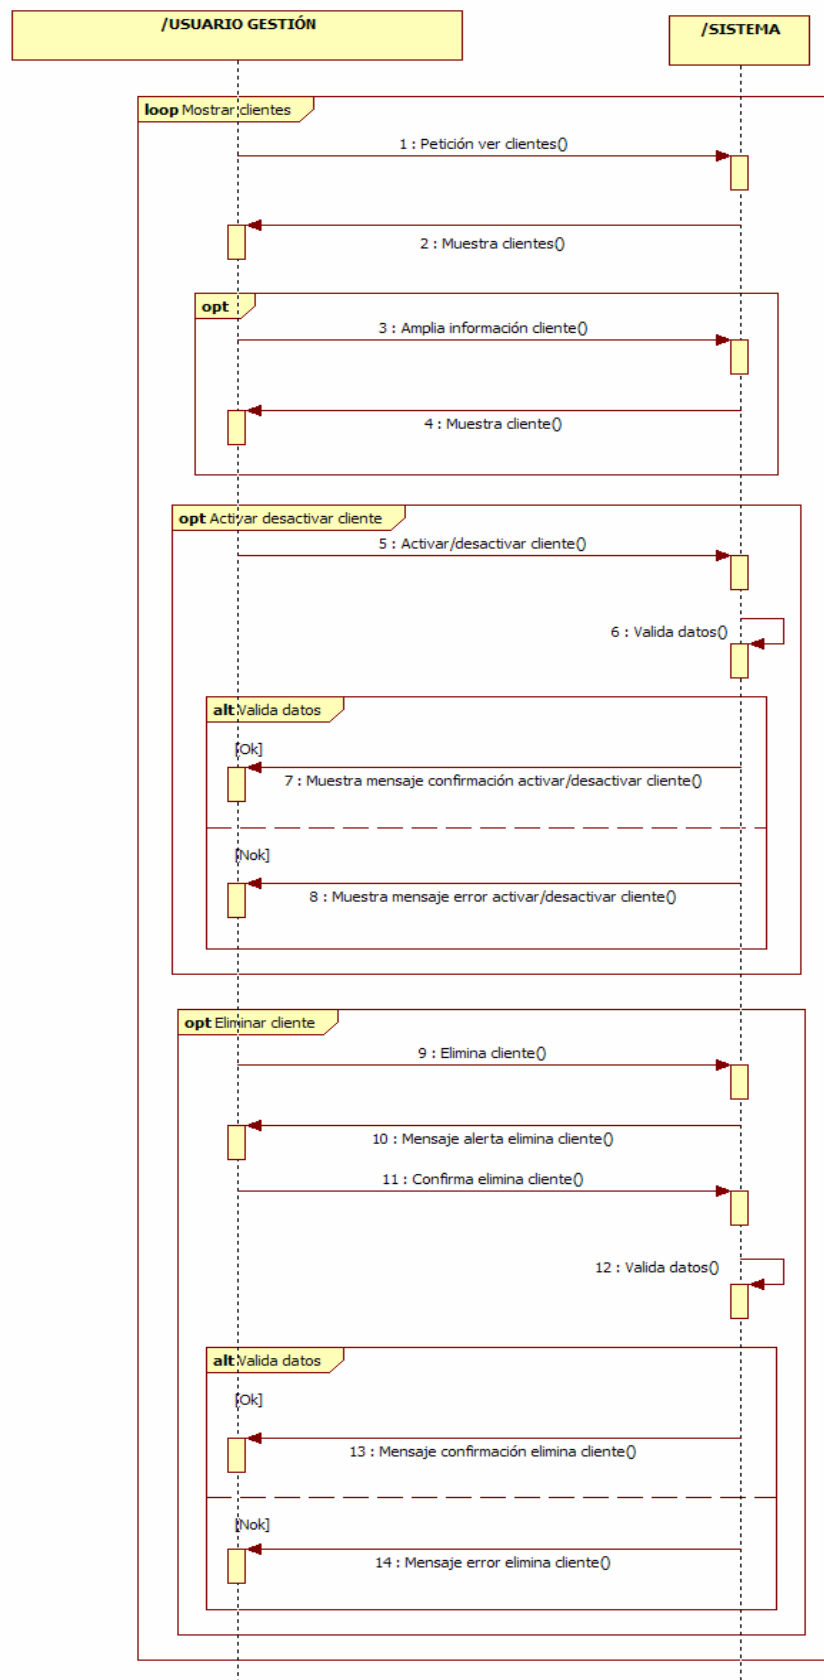 /USUARIO GESTIÓN
/SISTEMA
loop Mostrar clientes
1 : Petición ver clientes()
2 : Muestra clientes()
opt
3 : Amplia información cliente()
4 : Muestra cliente()
opt Activar desactivar cliente
5 : Activar/desactivar cliente()
6 : Valida datos()
alt Valida datos
[Ok]
7 : Muestra mensaje confirmación activar/desactivar cliente()
[Nok]
8 : Muestra mensaje error activar/desactivar cliente()
opt Eliminar cliente
9 : Elimina cliente()
10 : Mensaje alerta elimina cliente()
11 : Confirma elimina cliente()
12 : Valida datos()
alt Valida datos
[Ok]
13 : Mensaje confirmación elimina cliente()
[Nok]
14 : Mensaje error elimina cliente()